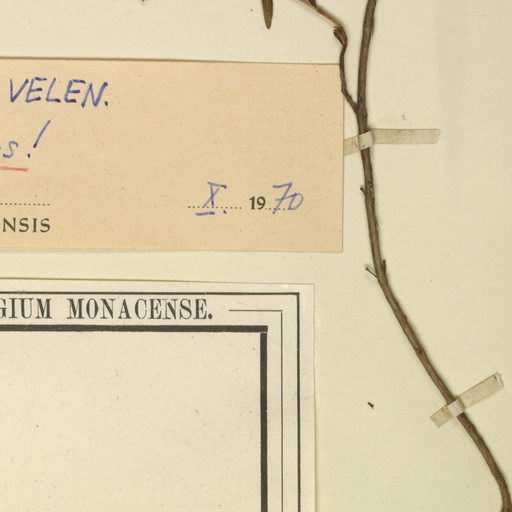 VELEN.
s!
X. 1970
NSIS
GIUM MONACENSE.